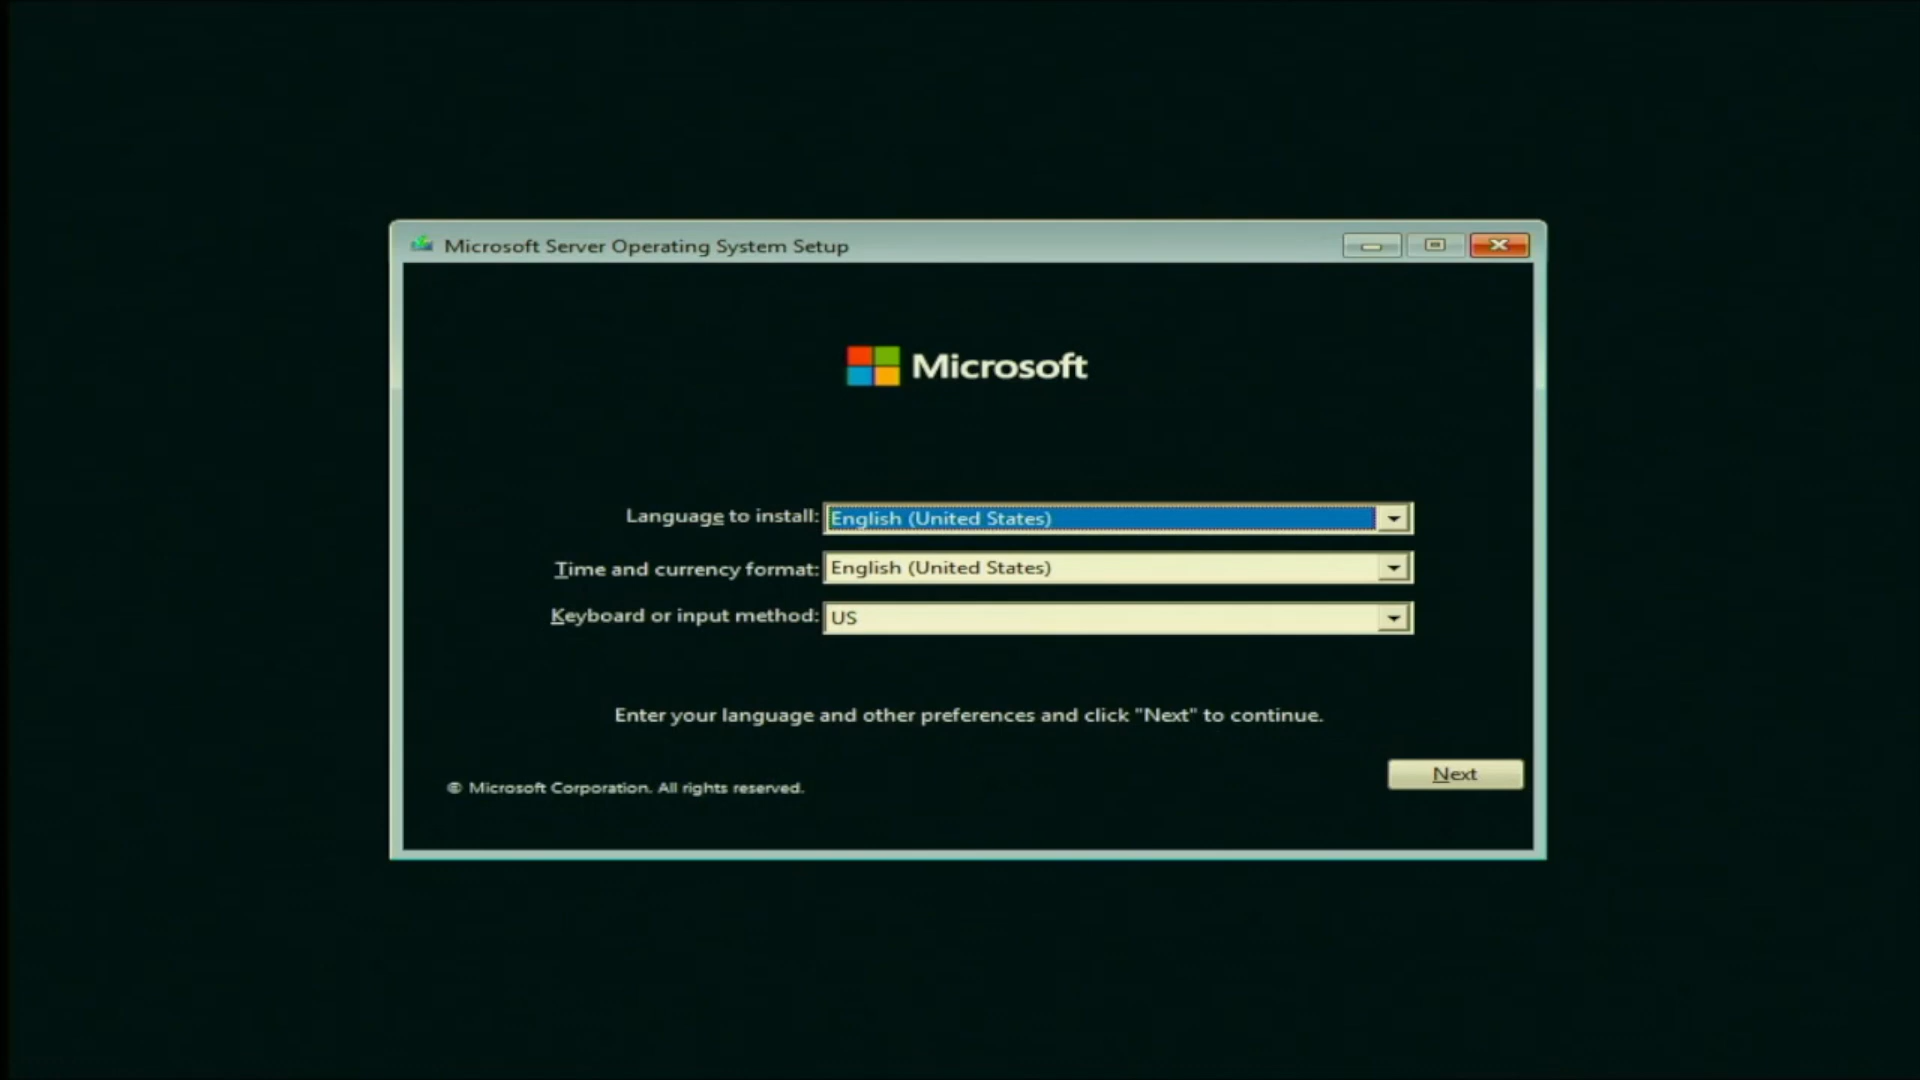 Microsoft Server Operating System Setup
Microsoft
Language to install: English (United States)
Time and currency format: English (United States)
Keyboard or input method: US
Enter your language and other preferences and click "Next" to continue.
Next
© Microsoft Corporation. All rights reserved.